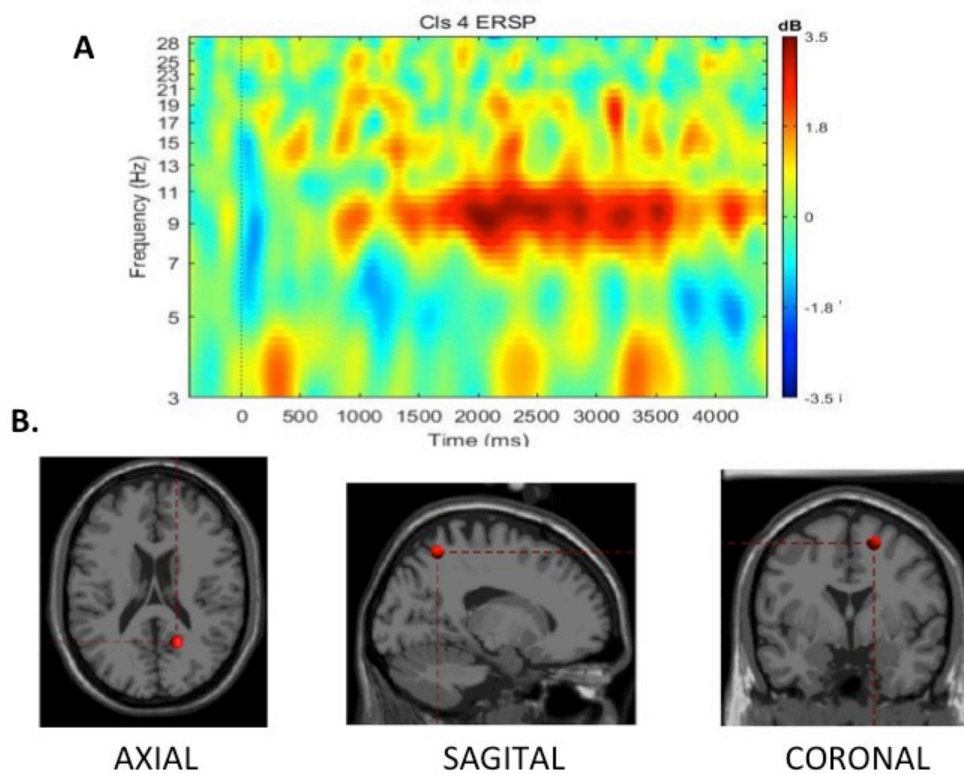 Cls 4 ERSP
A
dB
28
25
23
21
19
17
15
13
11
9
7
5
3
Frequency (Hz)
3.5
1.8
0
-1.8
-3.5
0 500 1000 1500 2000 2500 3000 3500 4000
Time (ms)
B.
AXIAL SAGITAL CORONAL